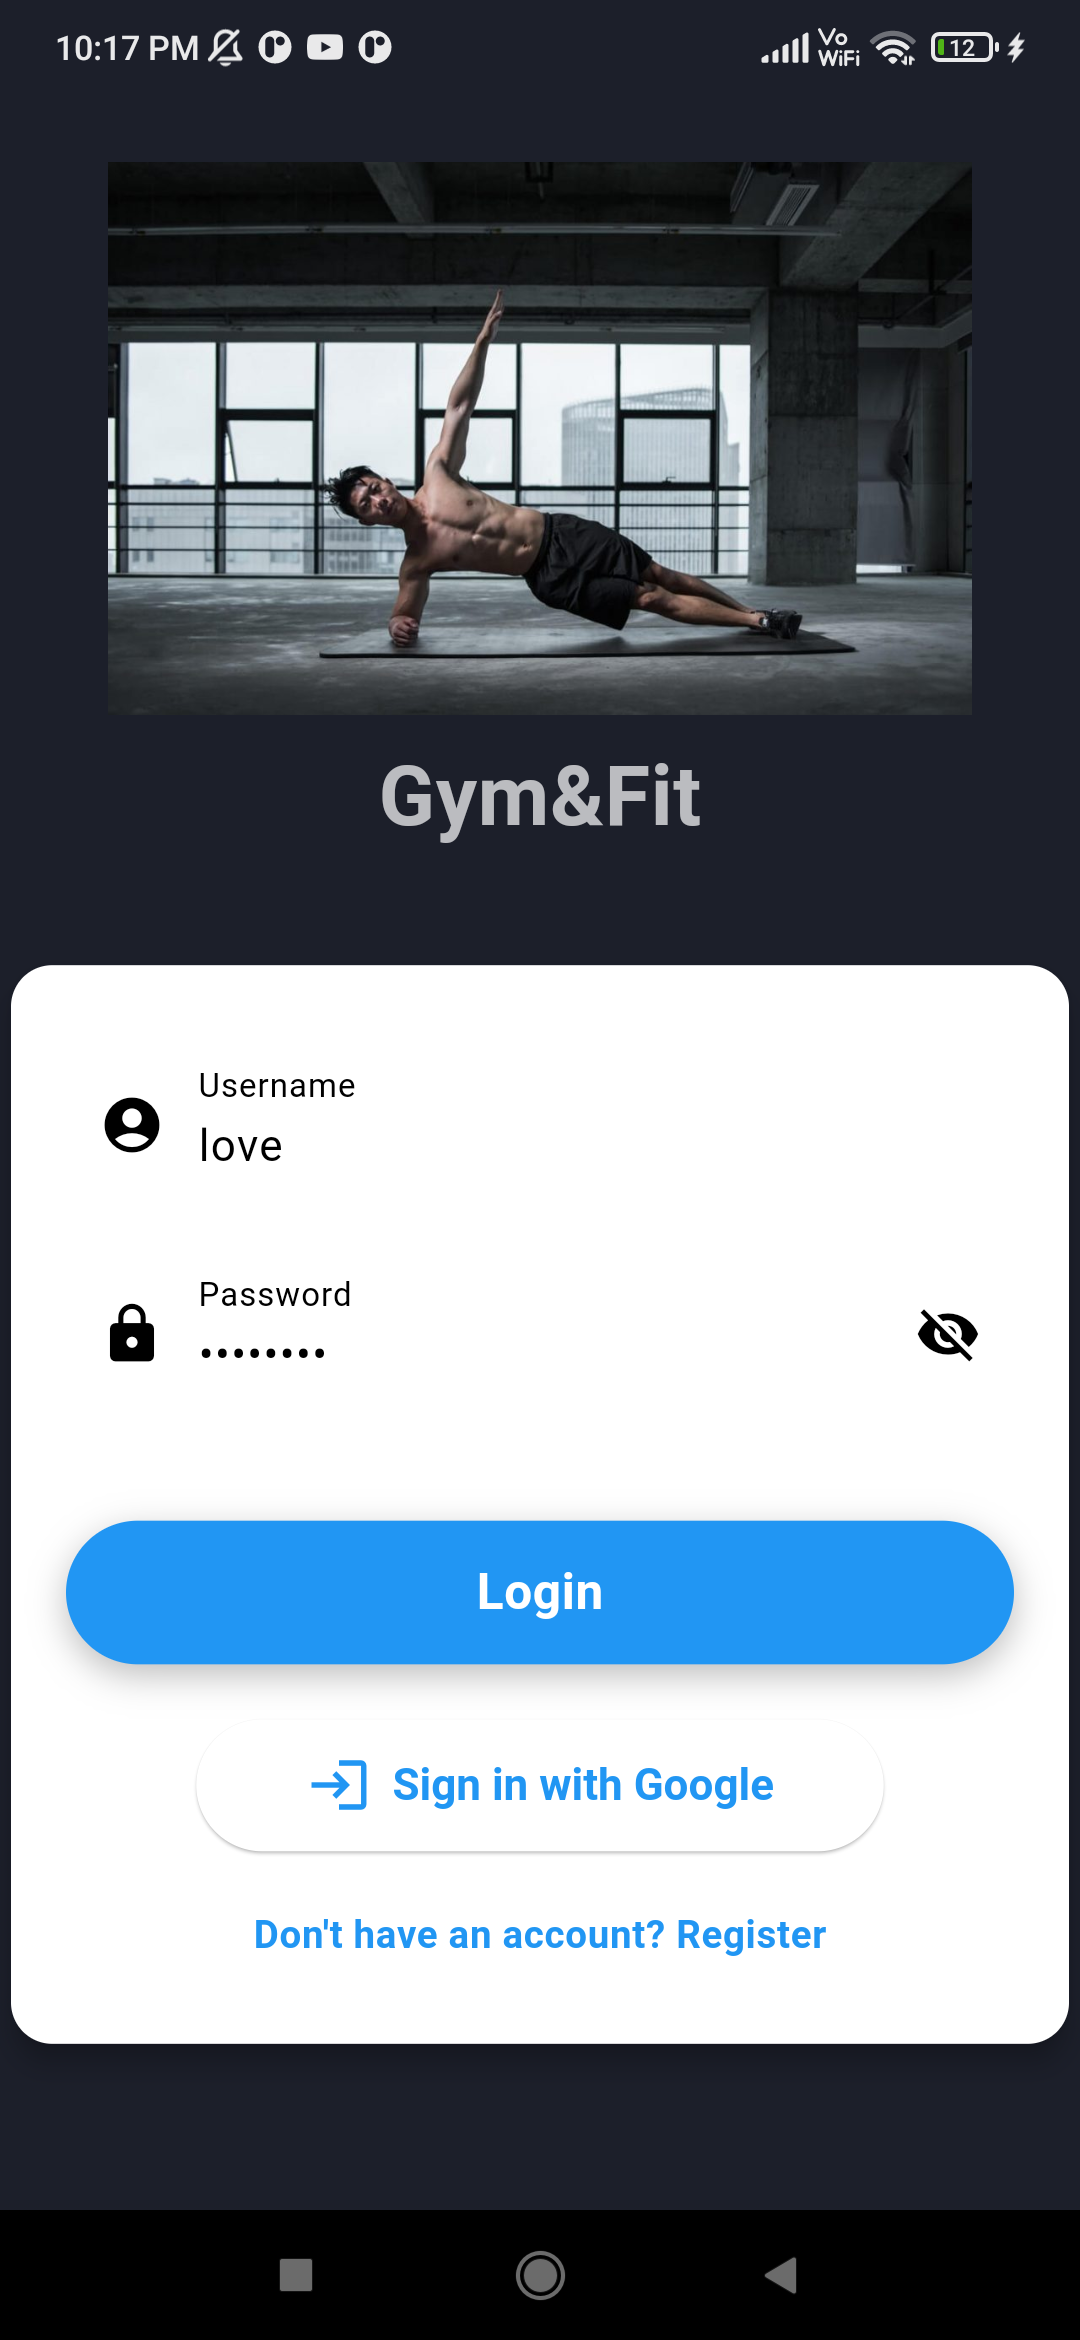 10:17 PM
Vo
WiFi
12
Gym&Fit
Username
love
Password
••••••••
Login
Sign in with Google
Don't have an account? Register